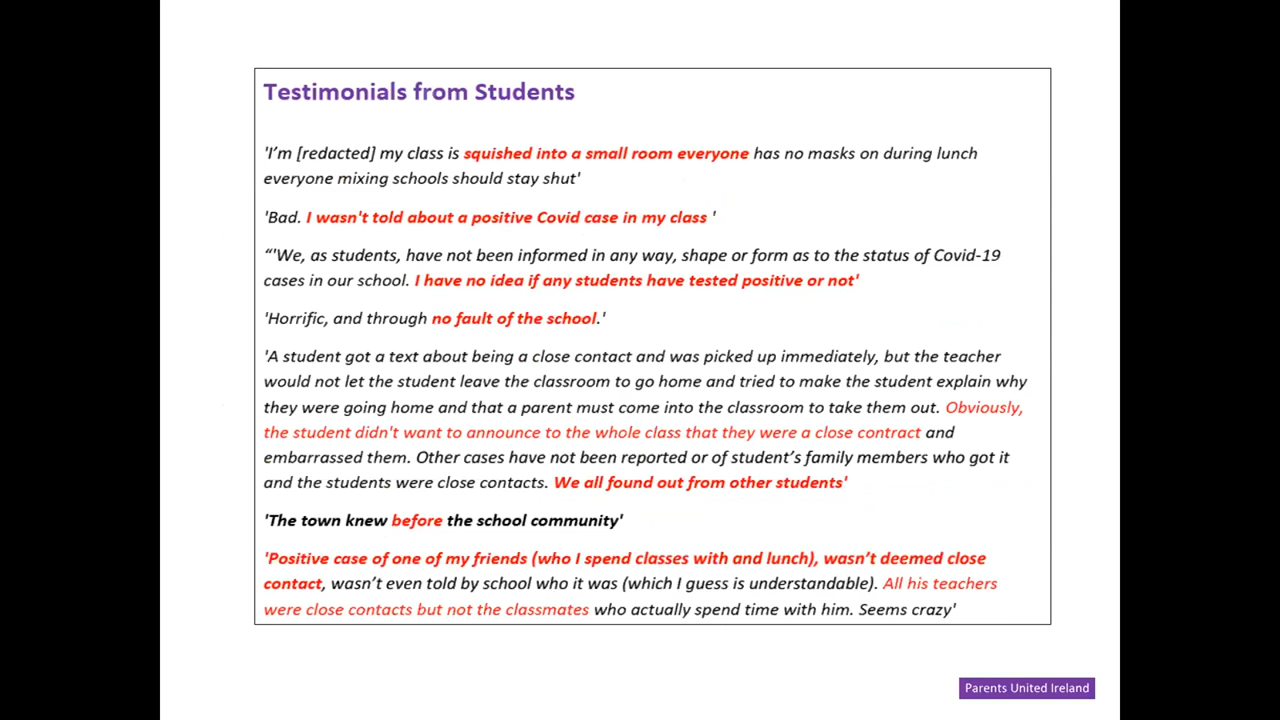 Testimonials from Students
'I'm [redacted] my class is squished into a small room everyone has no masks on during lunch
everyone mixing schools should stay shut'
'Bad. I wasn't told about a positive Covid case in my class '
“'We, as students, have not been informed in any way, shape or form as to the status of Covid-19
cases in our school. I have no idea if any students have tested positive or not'
'Horrific, and through no fault of the school.'
'A student got a text about being a close contact and was picked up immediately, but the teacher
would not let the student leave the classroom to go home and tried to make the student explain why
they were going home and that a parent must come into the classroom to take them out. Obviously,
the student didn't want to announce to the whole class that they were a close contract and
embarrassed them. Other cases have not been reported or of student’s family members who got it
and the students were close contacts. We all found out from other students'
'The town knew before the school community'
'Positive case of one of my friends (who I spend classes with and lunch), wasn’t deemed close
contact, wasn’t even told by school who it was (which I guess is understandable). All his teachers
were close contacts but not the classmates who actually spend time with him. Seems crazy'
Parents United Ireland